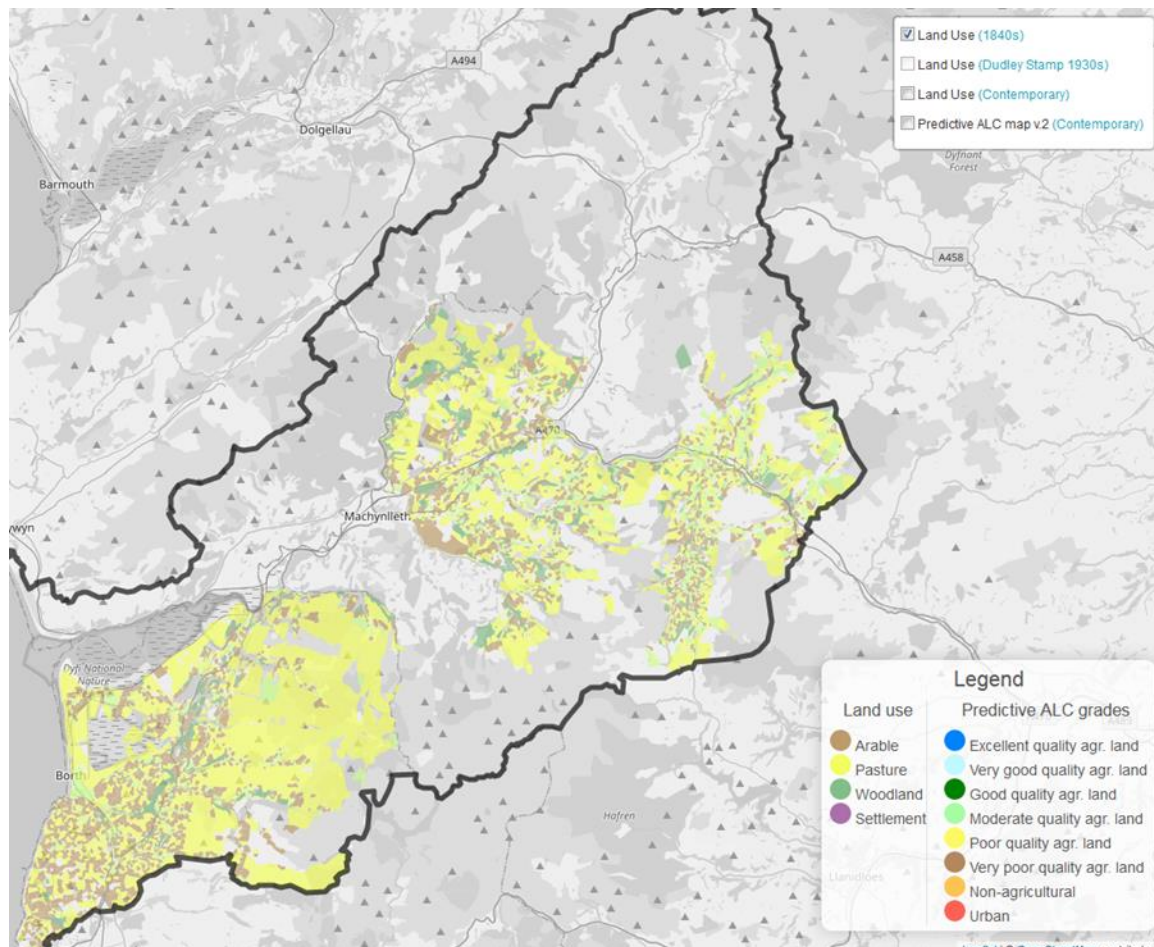 Land Use (1840s)
Land Use (Dudley Stamp 1930s)
Land Use (Contemporary)
Predictive ALC map v.2 (Contemporary)
A494
Dolgellau
Barmouth
Dyfnant
Forest
A458
A470
Machynlleth
ywyn
Dyfi National
Nature
Borth
Hafren
Llanidloes
Legend
Land use
Predictive ALC grades
Arable
Pasture
Woodland
Settlement
Excellent quality agr. land
Very good quality agr. land
Good quality agr. land
Moderate quality agr. land
Poor quality agr. land
Very poor quality agr. land
Non-agricultural
Urban